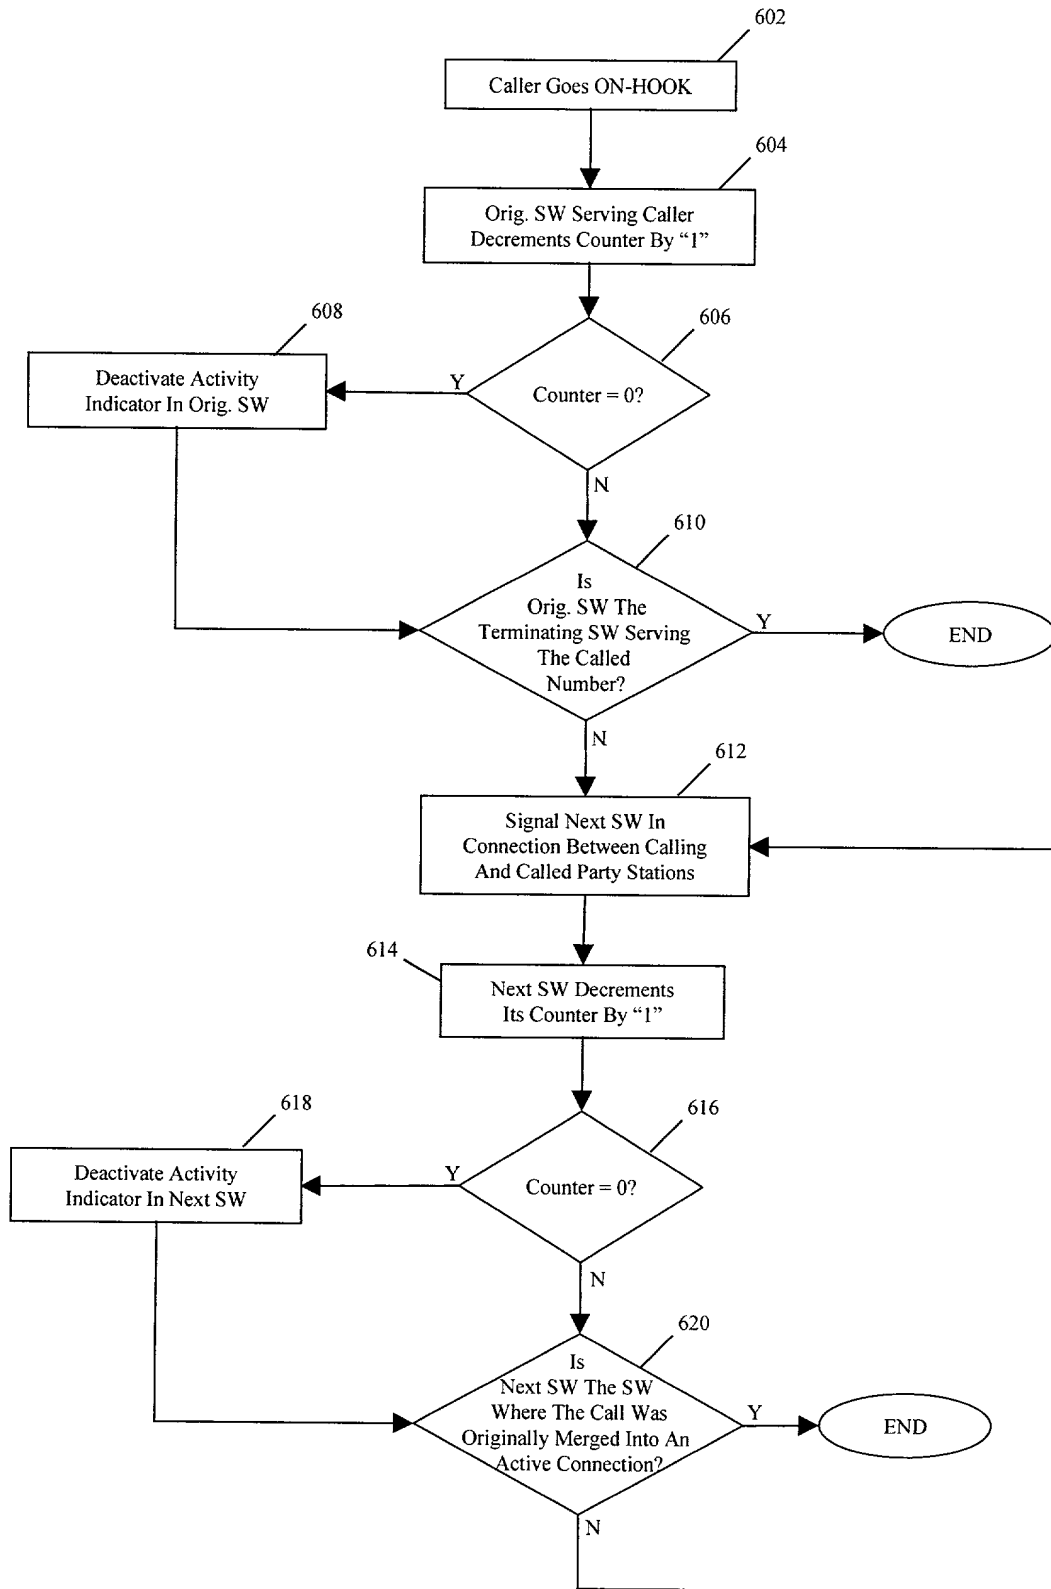 602
Caller Goes ON-HOOK
604
Orig. SW Serving Caller
Decrements Counter By “1”
606
608
Deactivate Activity
Indicator In Orig. SW
Y
Counter = 0?
N
610
Is
Orig. SW The
Terminating SW Serving
The Called
Number?
Y
END
N
612
Signal Next SW In
Connection Between Calling
And Called Party Stations
614
Next SW Decrements
Its Counter By “1”
616
618
Deactivate Activity
Indicator In Next SW
Y
Counter = 0?
N
620
Is
Next SW The SW
Where The Call Was
Originally Merged Into An
Active Connection?
Y
END
N